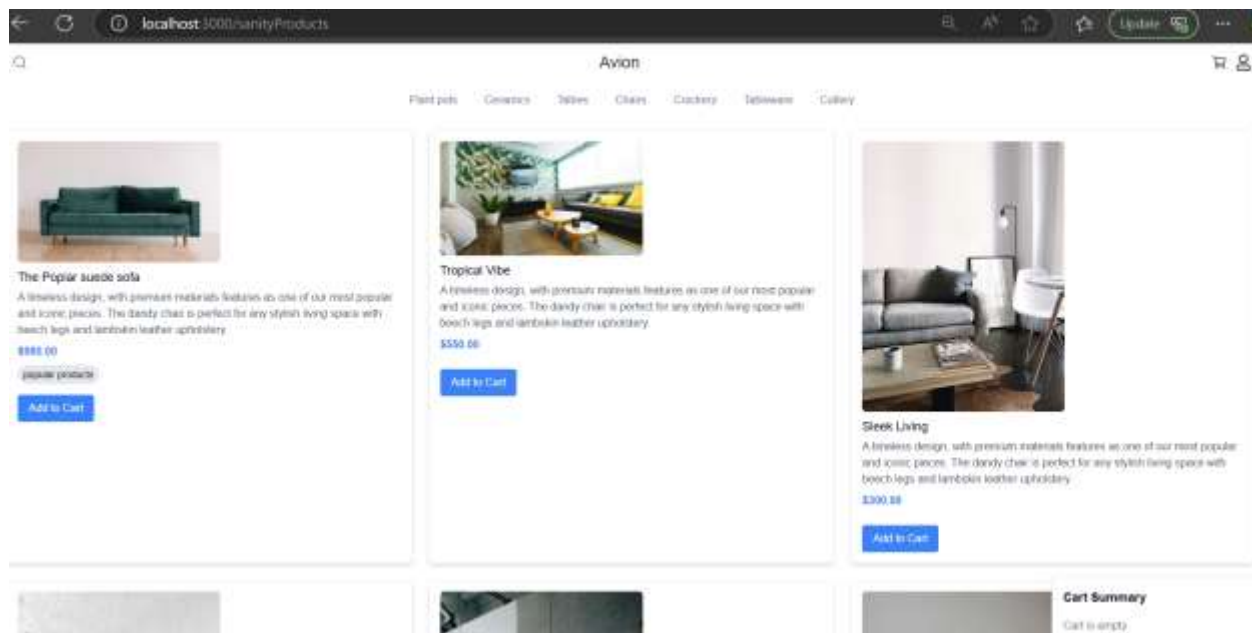 localhost:3000/sanityProducts
Update
Avion
Plant pots Ceramics Tables Chairs Crockery Tableware Cutlery
The Poplar suede sofa
A timeless design, with premium materials features as one of our most popular
and iconic pieces. The dandy chair is perfect for any stylish living space with
beech legs and lambskin leather upholstery.
popular products
Add to Cart
Tropical Vibe
A timeless design, with premium materials features as one of our most popular
and iconic pieces. The dandy chair is perfect for any stylish living space with
beech legs and lambskin leather upholstery.
$550.00
Add to Cart
Sleek Living
A timeless design, with premium materials features as one of our most popular
and iconic pieces. The dandy chair is perfect for any stylish living space with
beech legs and lambskin leather upholstery.
$300.00
Add to Cart
Cart Summary
Cart is empty